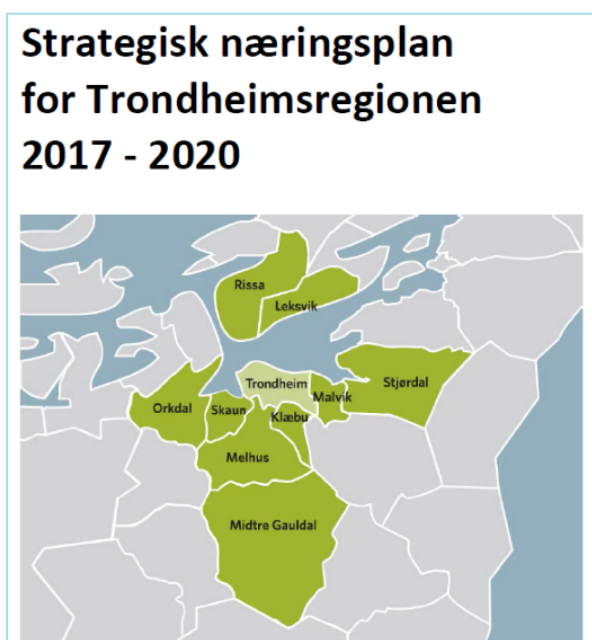 Strategisk næringsplan
for Trondheimsregionen
2017 - 2020
Rissa
Leksvik
Trondheim
Stjørdal
Malvik
Orkdal
Skaun
Klæbu
Melhus
Midtre Gauldal